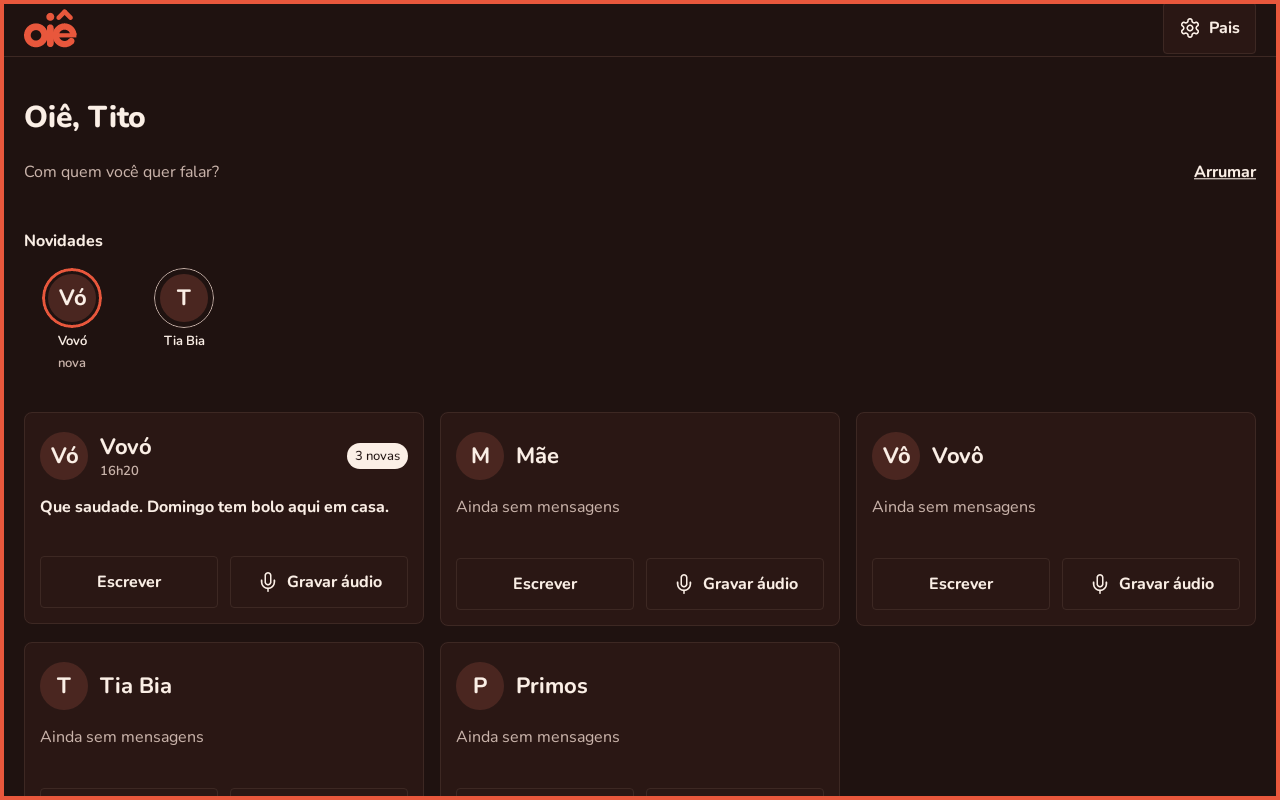 oiê
Pais
Oiê, Tito
Com quem você quer falar?
Arrumar
Novidades
Vó
T
Vovó
Tia Bia
nova
Vó
Vovó
16h20
3 novas
Que saudade. Domingo tem bolo aqui em casa.
Escrever
Gravar áudio
M
Mãe
Ainda sem mensagens
Escrever
Gravar áudio
Vô
Vovô
Ainda sem mensagens
Escrever
Gravar áudio
T
Tia Bia
Ainda sem mensagens
P
Primos
Ainda sem mensagens